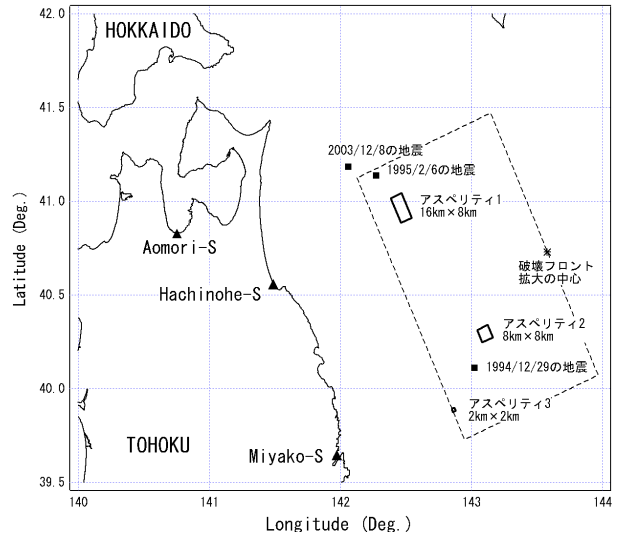 42.0
41.5
41.0
40.5
40.0
39.5
Latitude (Deg.)
HOKKAIDO
2003/12/8の地震
1995/2/6の地震
アスペリティ1
16km×8km
Aomori-S
破壊フロント
拡大の中心
Hachinohe-S
アスペリティ2
8km×8km
1994/12/29の地震
アスペリティ3
2km×2km
TOHOKU
Miyako-S
140
141
142
143
144
Longitude (Deg.)